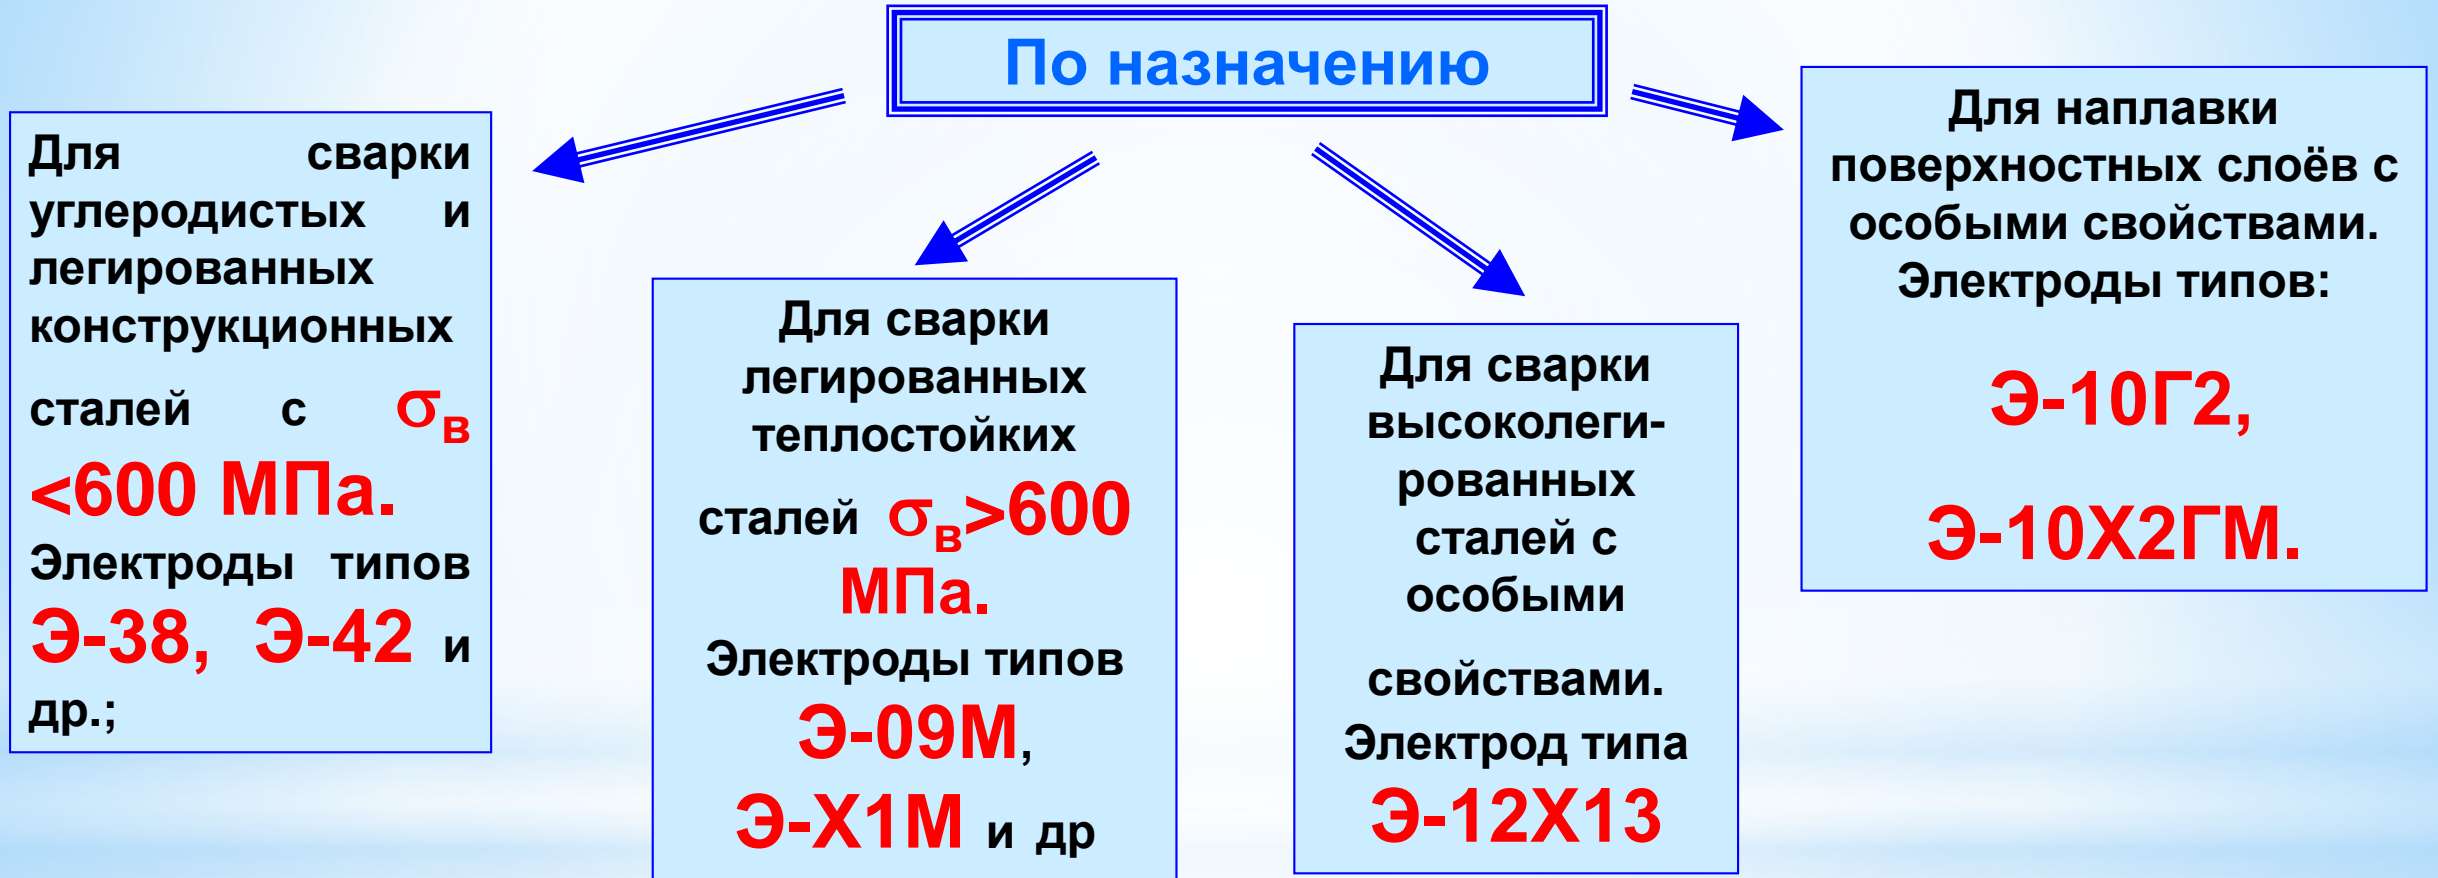 По назначению
Для сварки
углеродистых и
легированных
конструкционных
сталей с σв
<600 МПа.
Электроды типов
Э-38, Э-42 и
др.;
Для сварки
легированных
теплостойких
сталей σв>600
МПа.
Электроды типов
Э-09М,
Э-Х1М и др
Для сварки
высоколеги-
рованных
сталей с
особыми
свойствами.
Электрод типа
Э-12Х13
Для наплавки
поверхностных слоёв с
особыми свойствами.
Электроды типов:
Э-10Г2,
Э-10Х2ГМ.